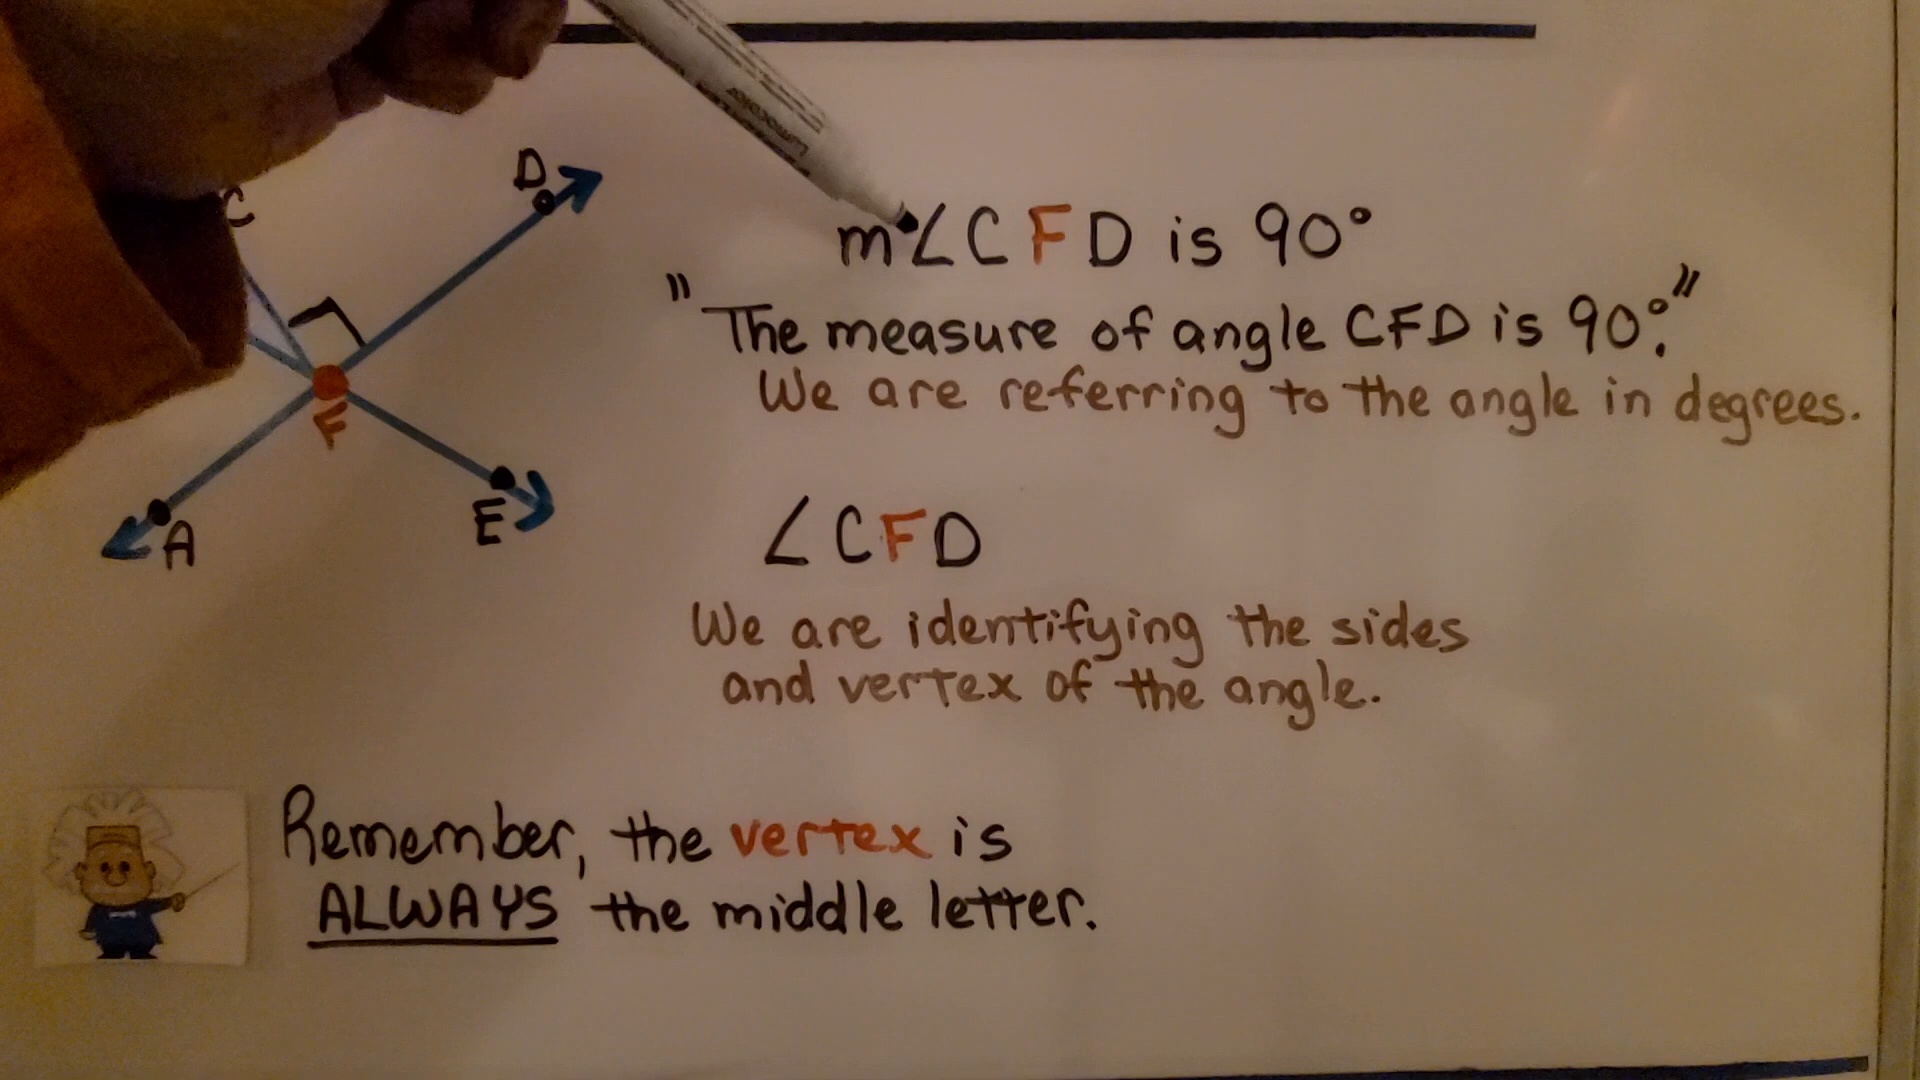 C
D
F
A
E
m∠CFD is 90°
"The measure of angle CFD is 90°."
We are referring to the angle in degrees.
∠CFD
We are identifying the sides
and vertex of the angle.
Remember, the vertex is
ALWAYS the middle letter.